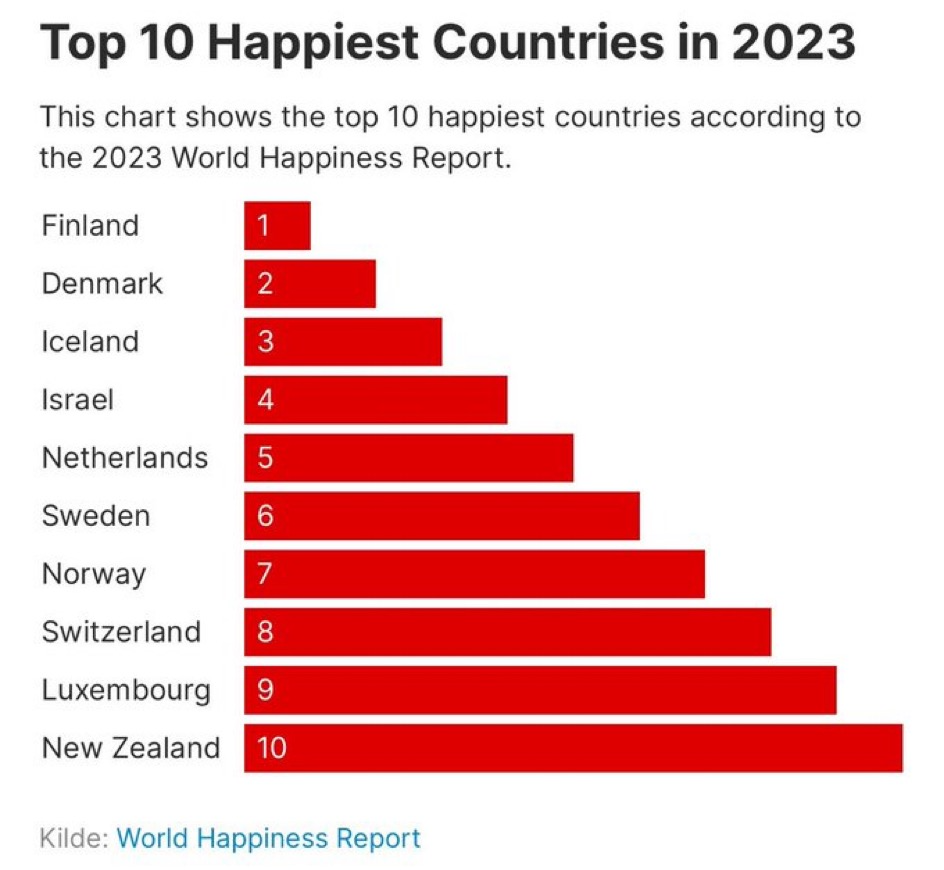 Top 10 Happiest Countries in 2023
This chart shows the top 10 happiest countries according to
the 2023 World Happiness Report.
Finland 1
Denmark 2
Iceland 3
Israel 4
Netherlands 5
Sweden 6
Norway 7
Switzerland 8
Luxembourg 9
New Zealand 10
Kilde: World Happiness Report